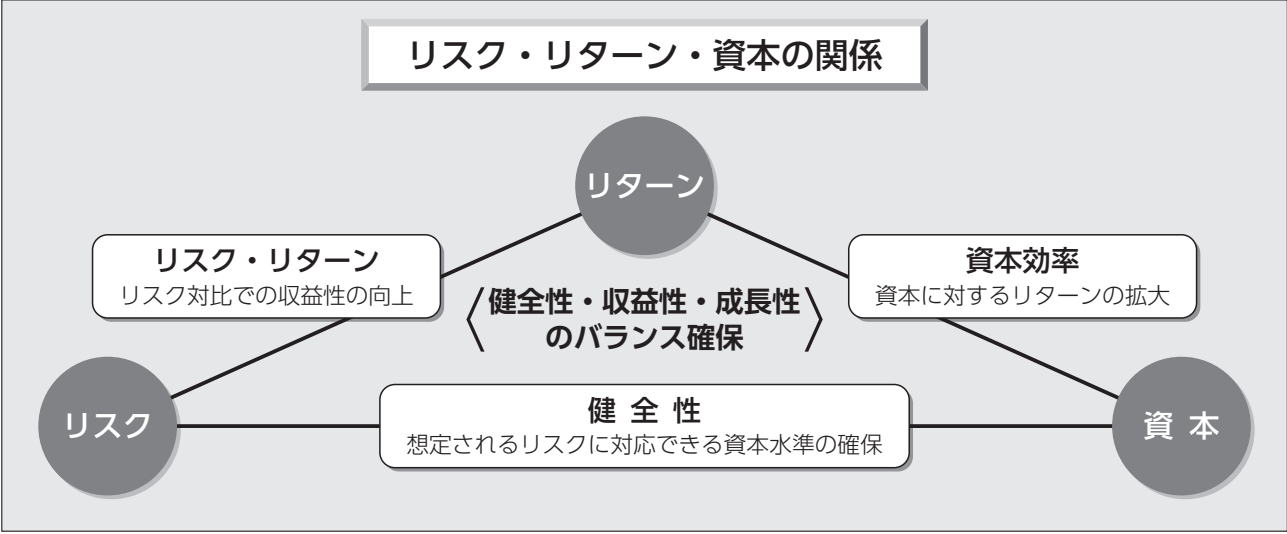 リスク・リターン・資本の関係
リターン
リスク・リターン
リスク対比での収益性の向上
資本効率
資本に対するリターンの拡大
〈健全性・収益性・成長性
のバランス確保〉
リスク
健全性
想定されるリスクに対応できる資本水準の確保
資本